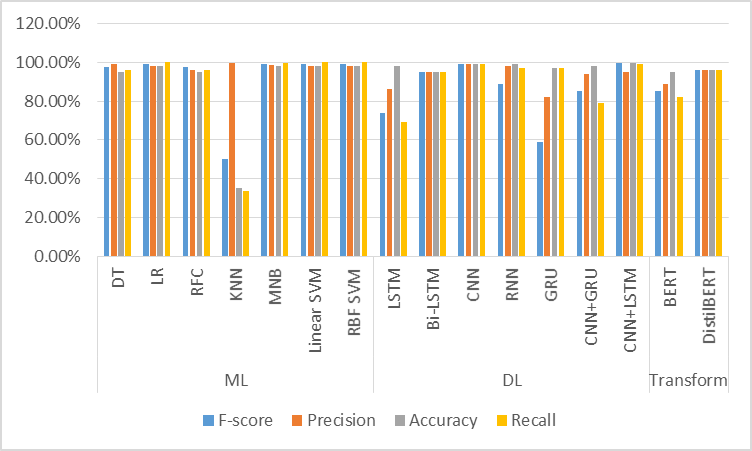 120.00%
100.00%
80.00%
60.00%
40.00%
20.00%
0.00%
DT
LR
RFC
KNN
MNB
Linear SVM
RBF SVM
LSTM
Bi-LSTM
CNN
RNN
GRU
CNN+GRU
CNN+LSTM
BERT
DistilBERT
ML
DL
Transform
F-score
Precision
Accuracy
Recall